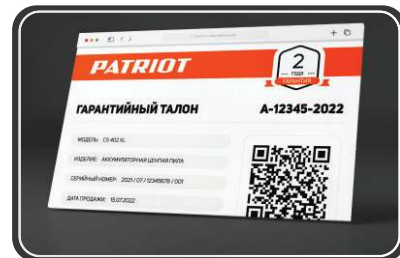 PATRIOT
2
ГОДА
ГАРАНТИЯ
ГАРАНТИЙНЫЙ ТАЛОН
A-12345-2022
МОДЕЛЬ: CS 402 XL
ИЗДЕЛИЕ: АККУМУЛЯТОРНАЯ ЦЕПНАЯ ПИЛА
СЕРИЙНЫЙ НОМЕР: 2021 / 07 / 12345678 / 001
ДАТА ПРОДАЖИ: 15.07.2022